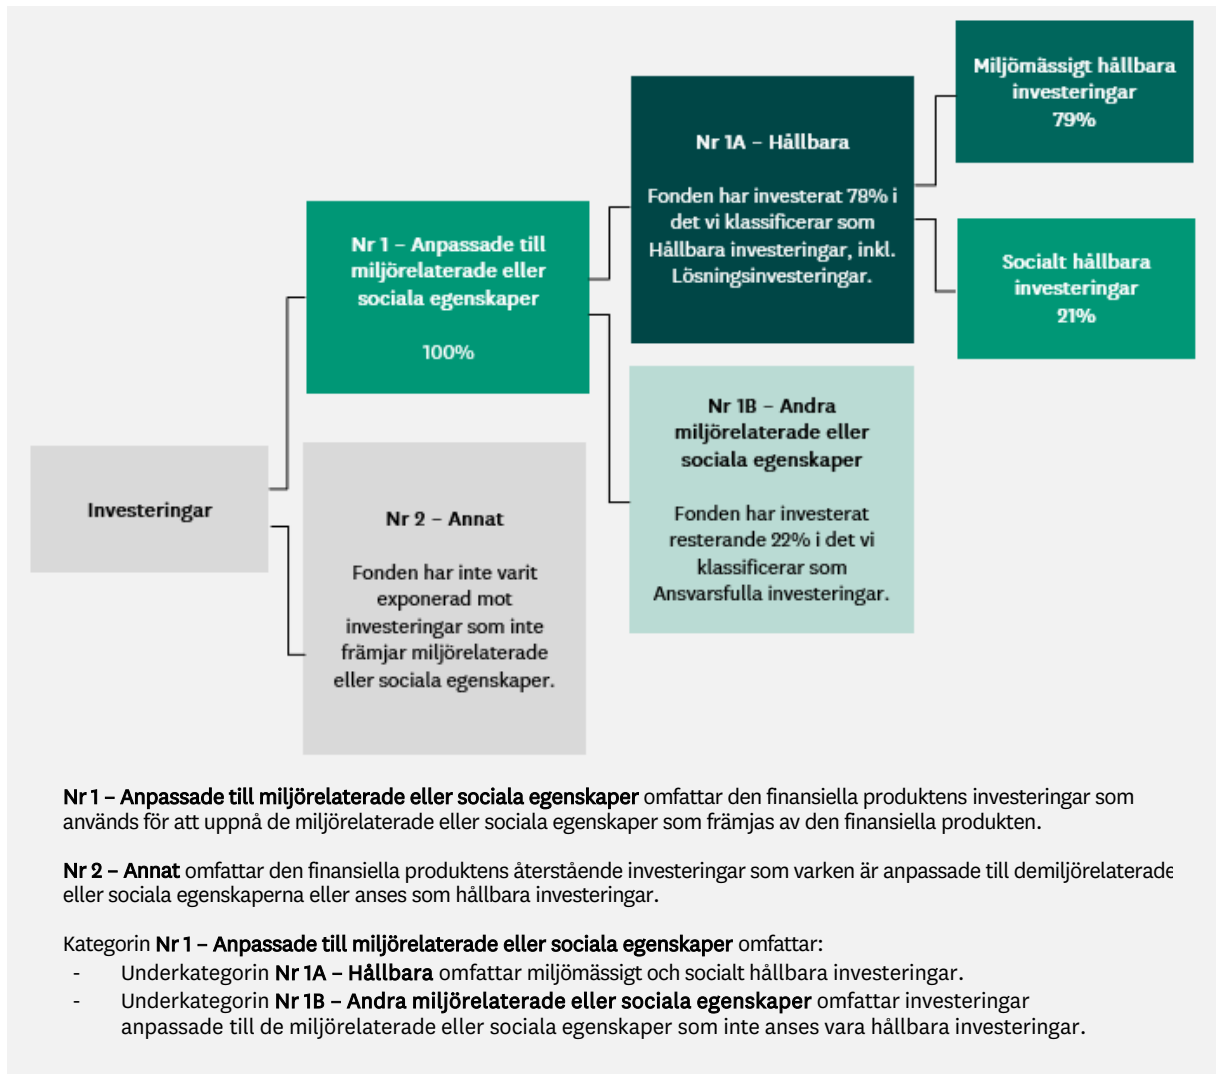 Miljömässigt hållbara
investeringar
79%
Nr 1A – Hållbara
Fonden har investerat 78% i
det vi klassificerar som
Hållbara investeringar, inkl.
Lösningsinvesteringar.
Nr 1 – Anpassade till
miljörelaterade eller
sociala egenskaper
100%
Socialt hållbara
investeringar
21%
Nr 1B – Andra
miljörelaterade eller
sociala egenskaper
Fonden har investerat
resterande 22% i det vi
klassificerar som
Ansvarsfulla investeringar.
Investeringar
Nr 2 – Annat
Fonden har inte varit
exponerad mot
investeringar som inte
främjar miljörelaterade
eller sociala egenskaper.
Nr 1 – Anpassade till miljörelaterade eller sociala egenskaper omfattar den finansiella produktens investeringar som
används för att uppnå de miljörelaterade eller sociala egenskaper som främjas av den finansiella produkten.
Nr 2 – Annat omfattar den finansiella produktens återstående investeringar som varken är anpassade till demiljörelaterade
eller sociala egenskaperna eller anses som hållbara investeringar.
Kategorin Nr 1 – Anpassade till miljörelaterade eller sociala egenskaper omfattar:
- Underkategorin Nr 1A – Hållbara omfattar miljömässigt och socialt hållbara investeringar.
- Underkategorin Nr 1B – Andra miljörelaterade eller sociala egenskaper omfattar investeringar
anpassade till de miljörelaterade eller sociala egenskaper som inte anses vara hållbara investeringar.